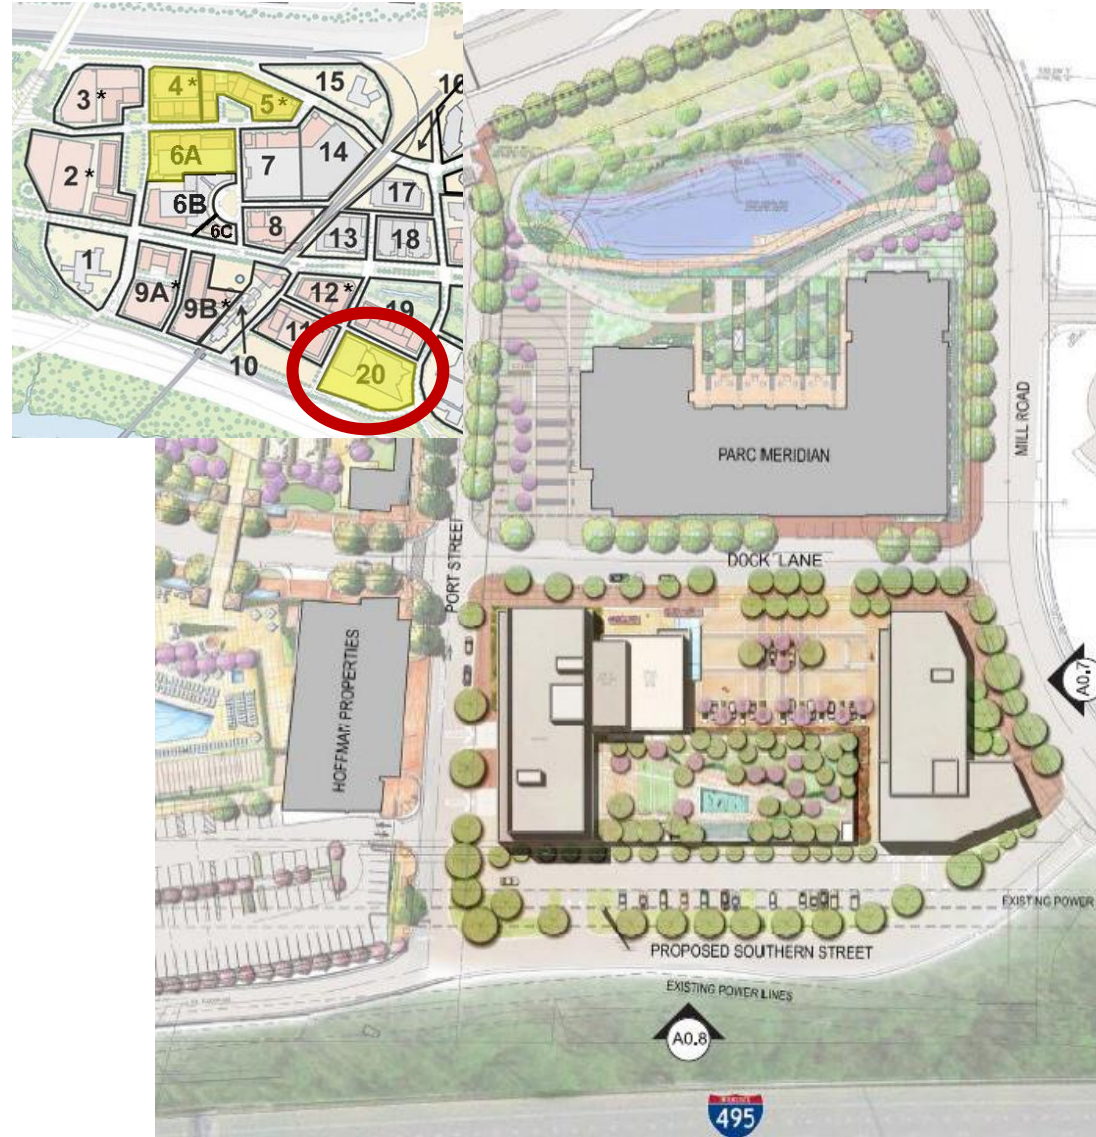 15
16
4*
3*
5*
6A
7
14
2*
17
6B
8
6C
13
18
1
9A*
9B*
12*
19
11
10
20
PARC MERIDIAN
MILL ROAD
PORT STREET
DOCK LANE
HOFFMAN PROPERTIES
A0.7
EXISTING POWER
PROPOSED SOUTHERN STREET
EXISTING POWER LINES
A0.8
INTERSTATE
495